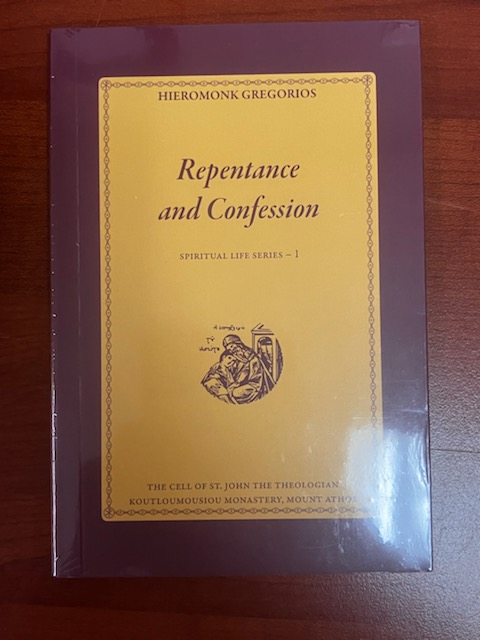 HIEROMONK GREGORIOS
Repentance
and Confession
SPIRITUAL LIFE SERIES – 1
THE CELL OF ST. JOHN THE THEOLOGIAN
KOUTLOUMOUSIOU MONASTERY, MOUNT ATHOS